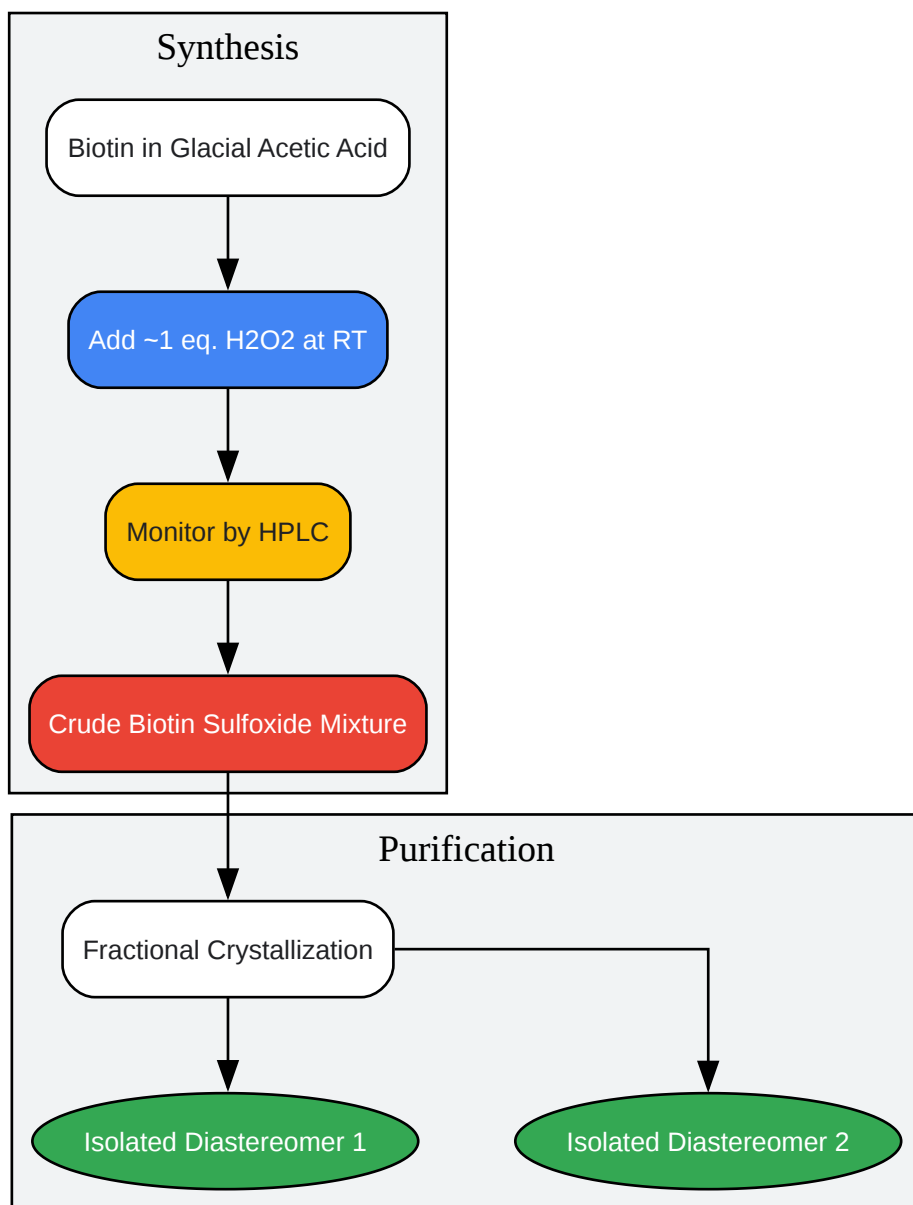 Synthesis
Biotin in Glacial Acetic Acid
Add ~1 eq. H2O2 at RT
Monitor by HPLC
Crude Biotin Sulfoxide Mixture
Purification
Fractional Crystallization
Isolated Diastereomer 1
Isolated Diastereomer 2